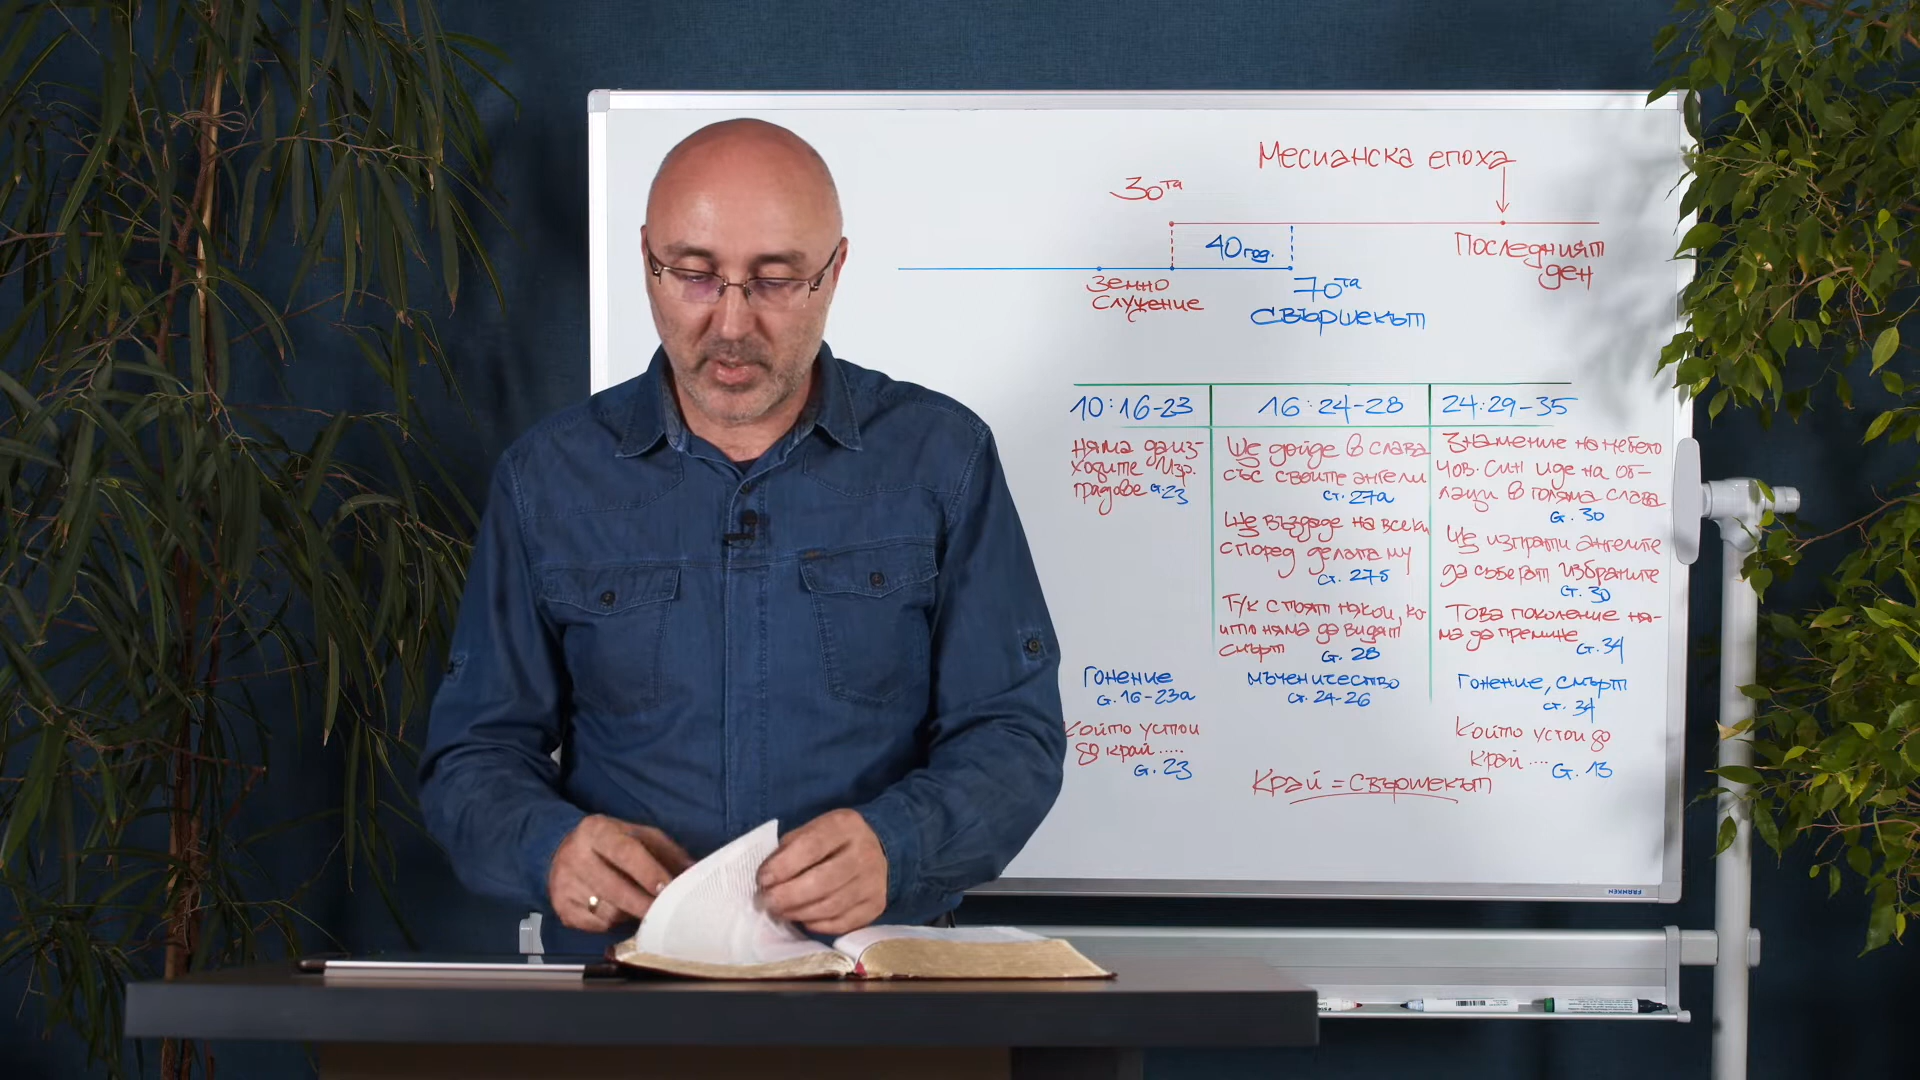 Месианска епоха
30та
40год.
Последният
ден
Земно
служение
70та
свършекът
10:16-23
16:24-28
24:29-35
Няма да из-
ходите Изр.
градове ст.23
Ще дойде в слава
със своите ангели
ст. 27а
Ще въздаде на всеки
според делата му
ст. 27б
Тук стоят някои, ко-
ито няма да видят
смърт ст. 28
Знамение на небето
Чов. син иде на об-
лаци в голяма слава
ст. 30
Ще изпрати ангелите
да съберат избраните
ст. 30
Това поколение ня-
ма да премине
ст. 34
Гонение
ст. 16-23а
мъченичество
ст. 24-26
Гонение, смърт
ст. 34
Който устои
до край .....
ст. 23
Който устои до
край ....
ст. 13
Край = свършекът
FRANKEN